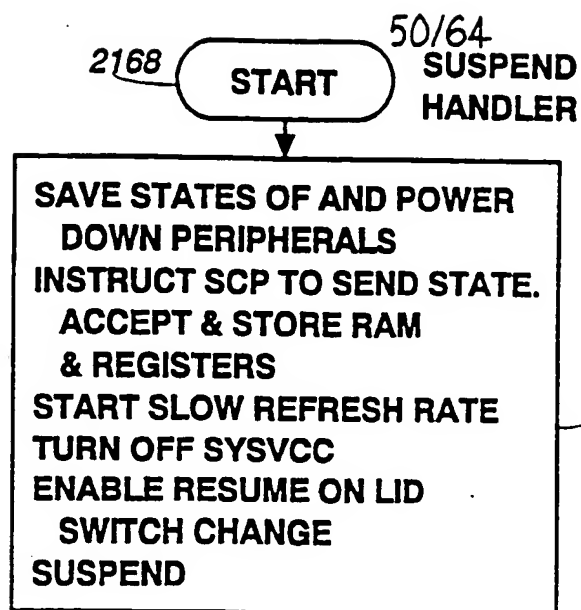 50/64
2168
START
SUSPEND
HANDLER
SAVE STATES OF AND POWER
DOWN PERIPHERALS
INSTRUCT SCP TO SEND STATE.
ACCEPT & STORE RAM
& REGISTERS
START SLOW REFRESH RATE
TURN OFF SYSVCC
ENABLE RESUME ON LID
SWITCH CHANGE
SUSPEND